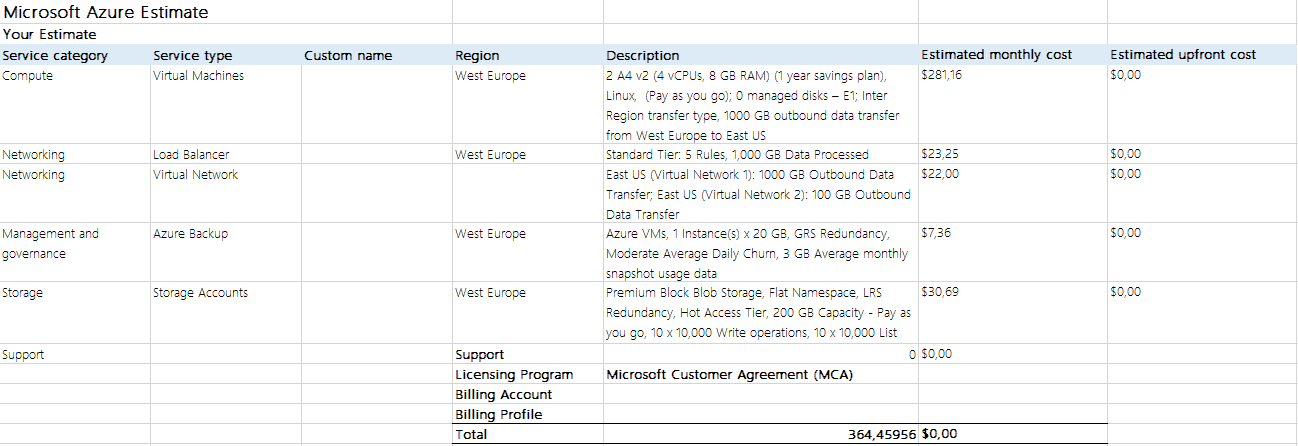 Microsoft Azure Estimate
Your Estimate
Service category Service type Custom name Region Description Estimated monthly cost Estimated upfront cost
Compute Virtual Machines West Europe 2 A4 v2 (4 vCPUs, 8 GB RAM) (1 year savings plan), $281,16 $0,00
Linux, (Pay as you go); 0 managed disks – E1; Inter
Region transfer type, 1000 GB outbound data transfer
from West Europe to East US
Networking Load Balancer West Europe Standard Tier: 5 Rules, 1,000 GB Data Processed $23,25 $0,00
Networking Virtual Network East US (Virtual Network 1): 1000 GB Outbound Data $22,00 $0,00
Transfer; East US (Virtual Network 2): 100 GB Outbound
Data Transfer
Management and Azure Backup West Europe Azure VMs, 1 Instance(s) x 20 GB, GRS Redundancy, $7,36 $0,00
governance Moderate Average Daily Churn, 3 GB Average monthly
snapshot usage data
Storage Storage Accounts West Europe Premium Block Blob Storage, Flat Namespace, LRS $30,69 $0,00
Redundancy, Hot Access Tier, 200 GB Capacity - Pay as
you go, 10 x 10,000 Write operations, 10 x 10,000 List
Support Support 0 $0,00
Licensing Program Microsoft Customer Agreement (MCA)
Billing Account
Billing Profile
Total 364,45956 $0,00